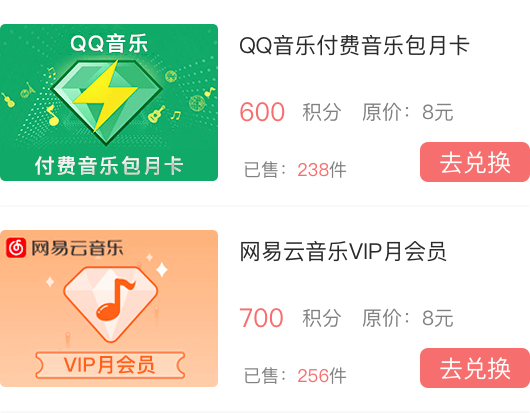 QQ音乐
付费音乐包月卡
QQ音乐付费音乐包月卡
600 积分 原价：8元
已售：238件
去兑换
网易云音乐
VIP月会员
网易云音乐VIP月会员
700 积分 原价：8元
已售：256件
去兑换